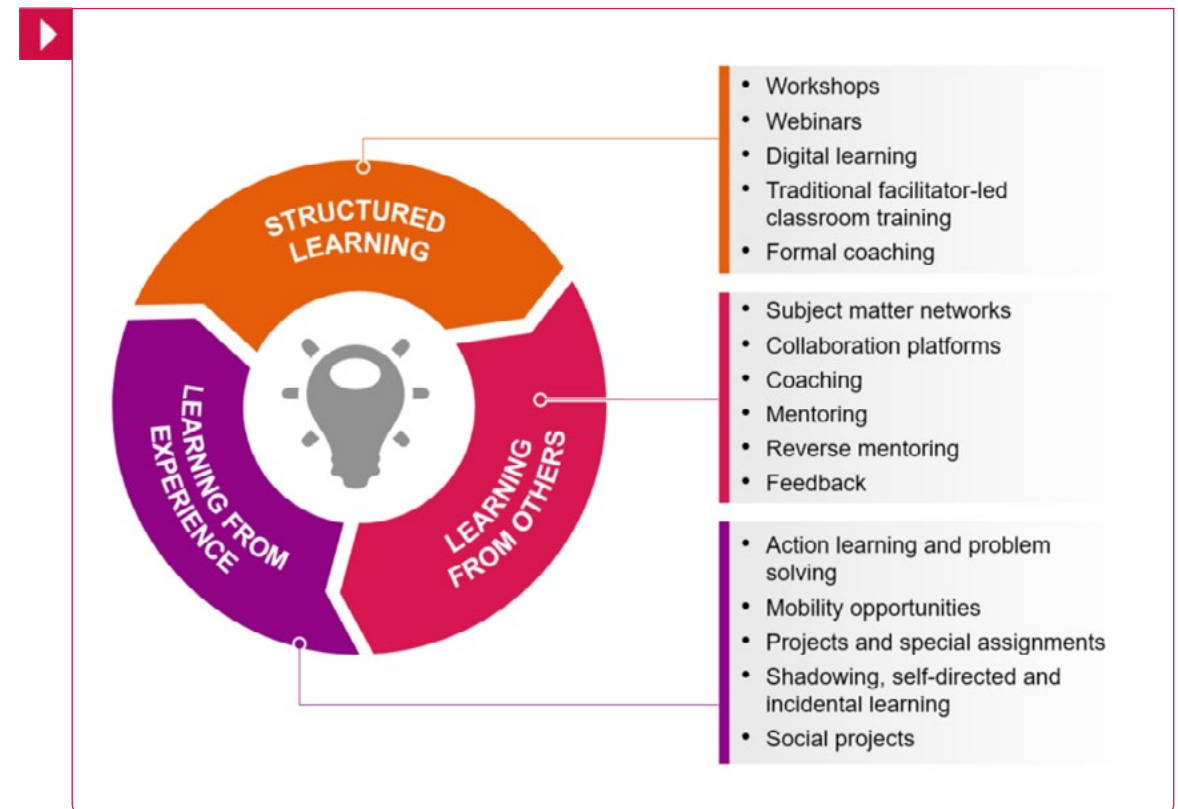 STRUCTURED
LEARNING
• Workshops
• Webinars
• Digital learning
• Traditional facilitator-led
classroom training
• Formal coaching
LEARNING
FROM OTHERS
• Subject matter networks
• Collaboration platforms
• Coaching
• Mentoring
• Reverse mentoring
• Feedback
LEARNING FROM
EXPERIENCE
• Action learning and problem
solving
• Mobility opportunities
• Projects and special assignments
• Shadowing, self-directed and
incidental learning
• Social projects